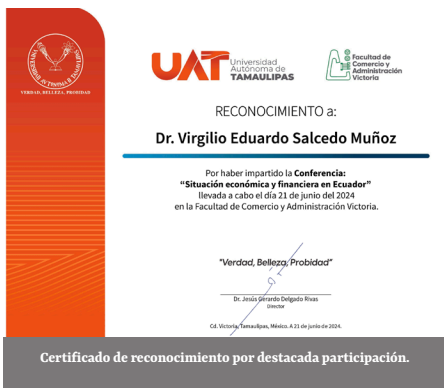 UAT
Universidad
Autónoma de
TAMAULIPAS
Facultad de
Comercio y
Administración
Victoria
VERDAD, BELLEZA, PROBIDAD
RECONOCIMIENTO a:
Dr. Virgilio Eduardo Salcedo Muñoz
Por haber impartido la Conferencia:
“Situación económica y financiera en Ecuador”
llevada a cabo el día 21 de junio del 2024
en la Facultad de Comercio y Administración Victoria.
"Verdad, Belleza, Probidad"
Dr. Jesús Gerardo Delgado Rivas
Director
Cd. Victoria, Tamaulipas, México. A 21 de junio de 2024.
Certificado de reconocimiento por destacada participación.